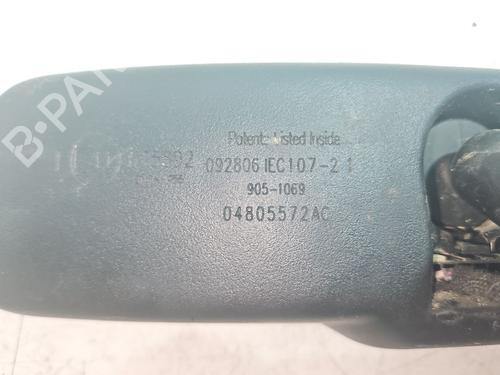 B-PA
Patents Listed Inside
092806 IEC107-2 1
905-1069
04805572AC